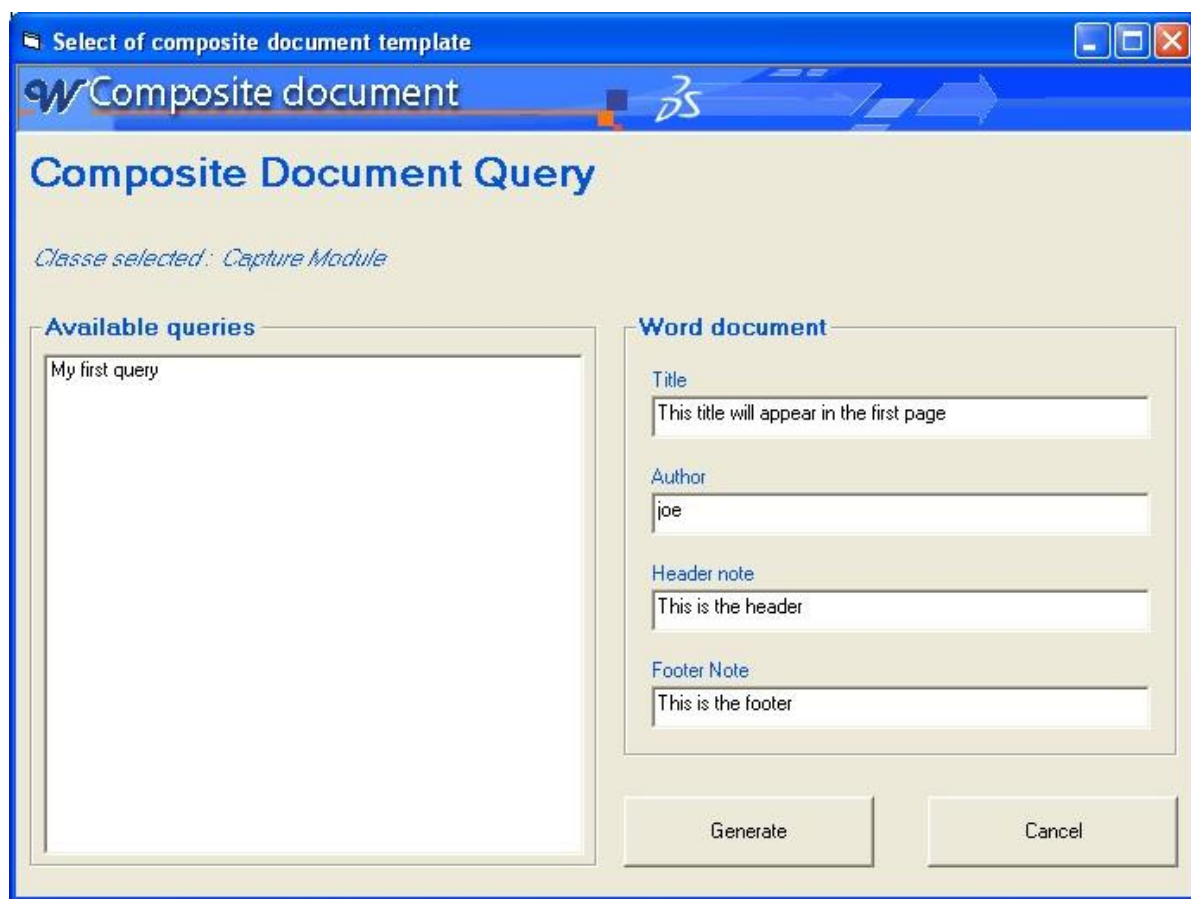 Select of composite document template
W Composite document
DS
Composite Document Query
Classe selected : Capture Module
Available queries
My first query
Word document
Title
This title will appear in the first page
Author
joe
Header note
This is the header
Footer Note
This is the footer
Generate
Cancel